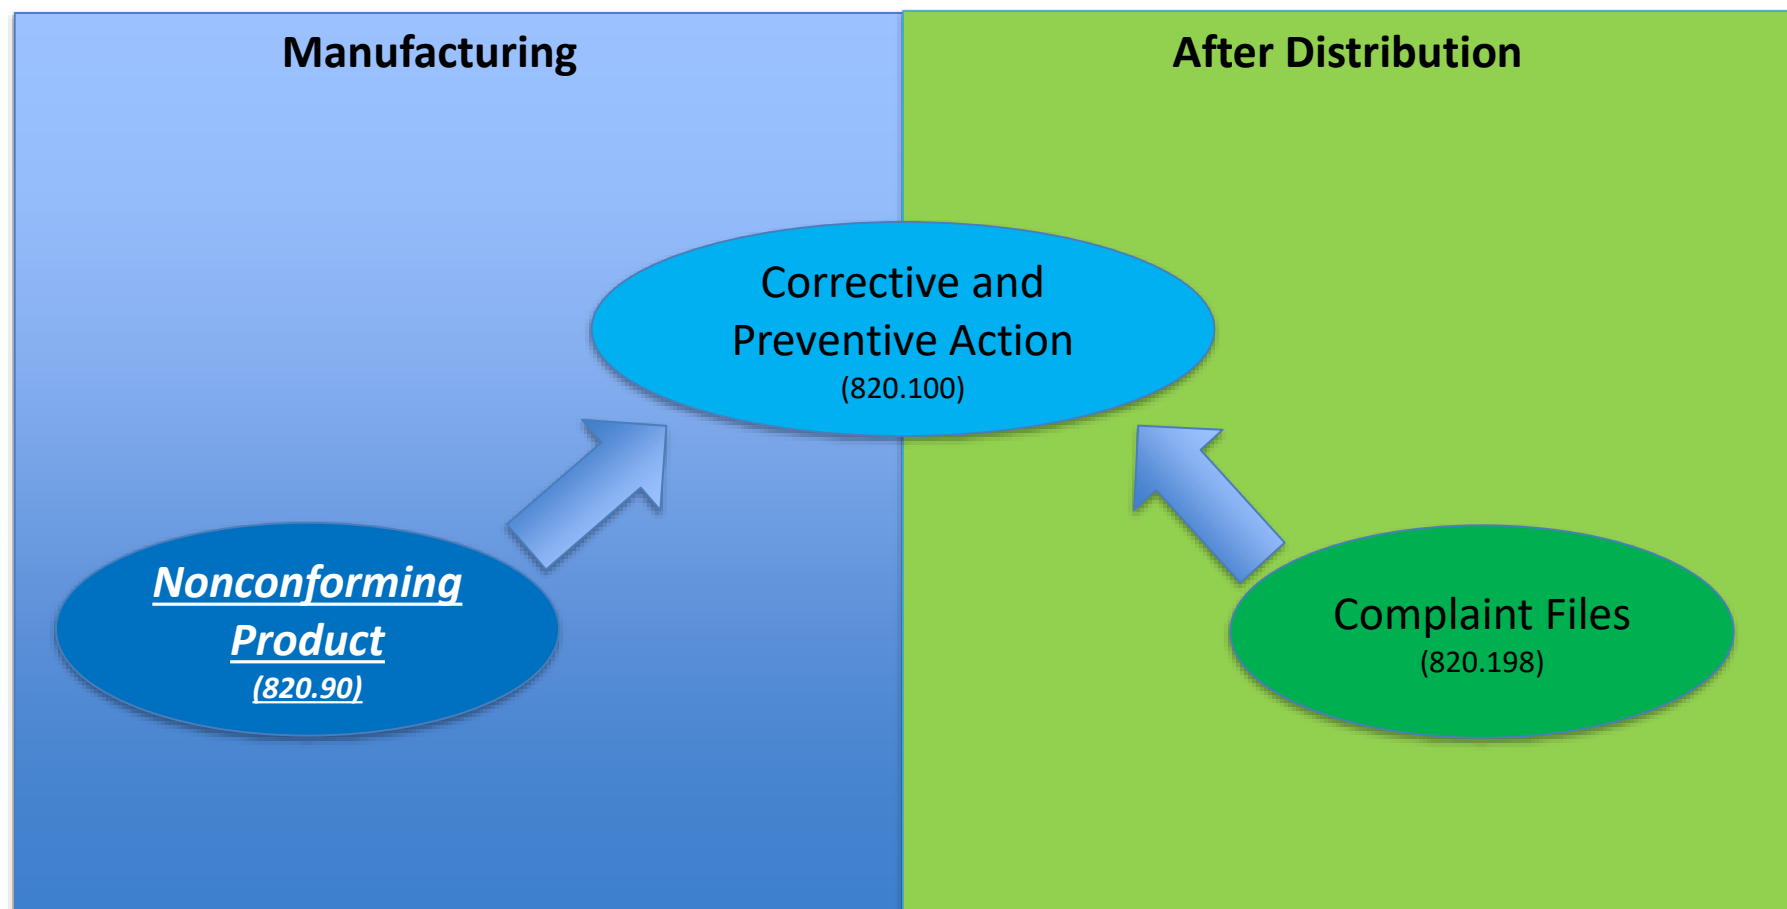 Manufacturing
After Distribution
Corrective and
Preventive Action
(820.100)
Nonconforming
Product
(820.90)
Complaint Files
(820.198)